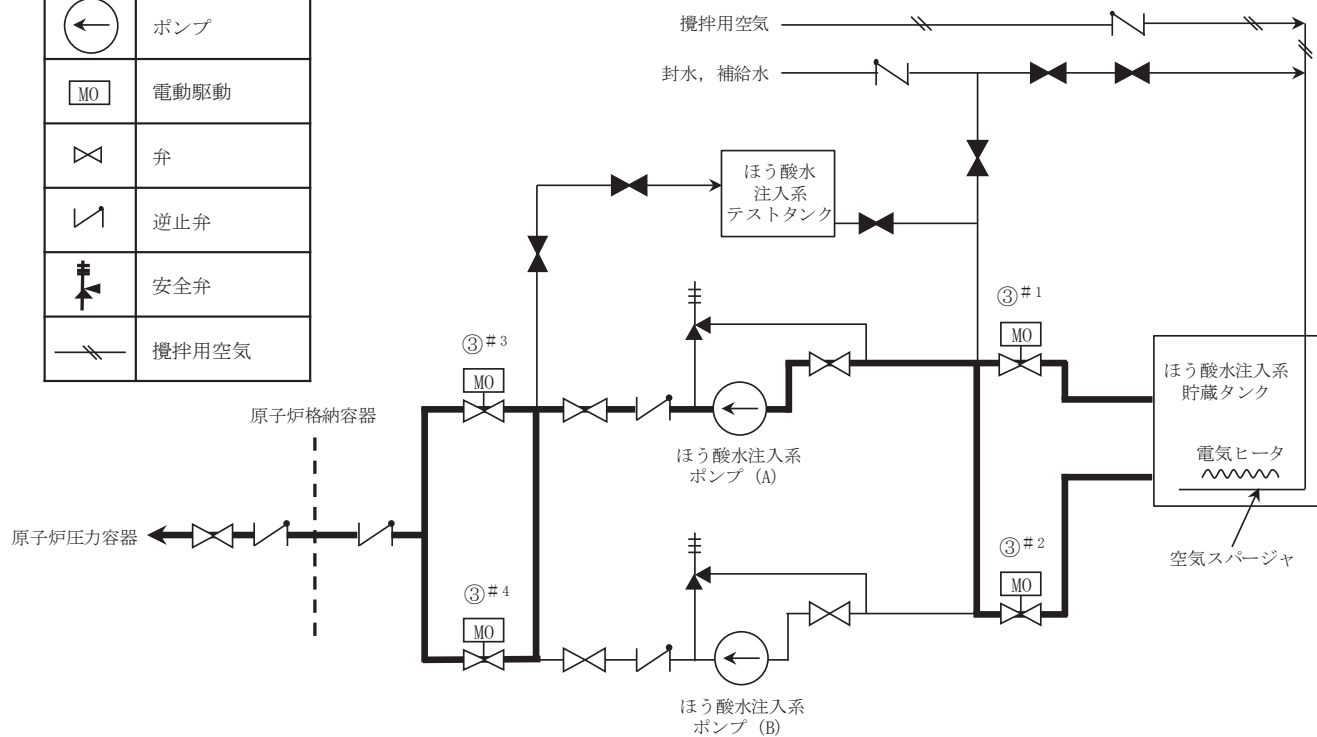 ポンプ
MO 電動駆動
弁
逆止弁
安全弁
攪拌用空気
攪拌用空気
封水，補給水
ほう酸水
注入系
テストタンク
③＃1
MO
③＃3
MO
ほう酸水注入系
貯蔵タンク
電気ヒータ
原子炉格納容器
ほう酸水注入系
ポンプ（A）
原子炉圧力容器
③＃2
MO
空気スパージャ
③＃4
MO
ほう酸水注入系
ポンプ（B）